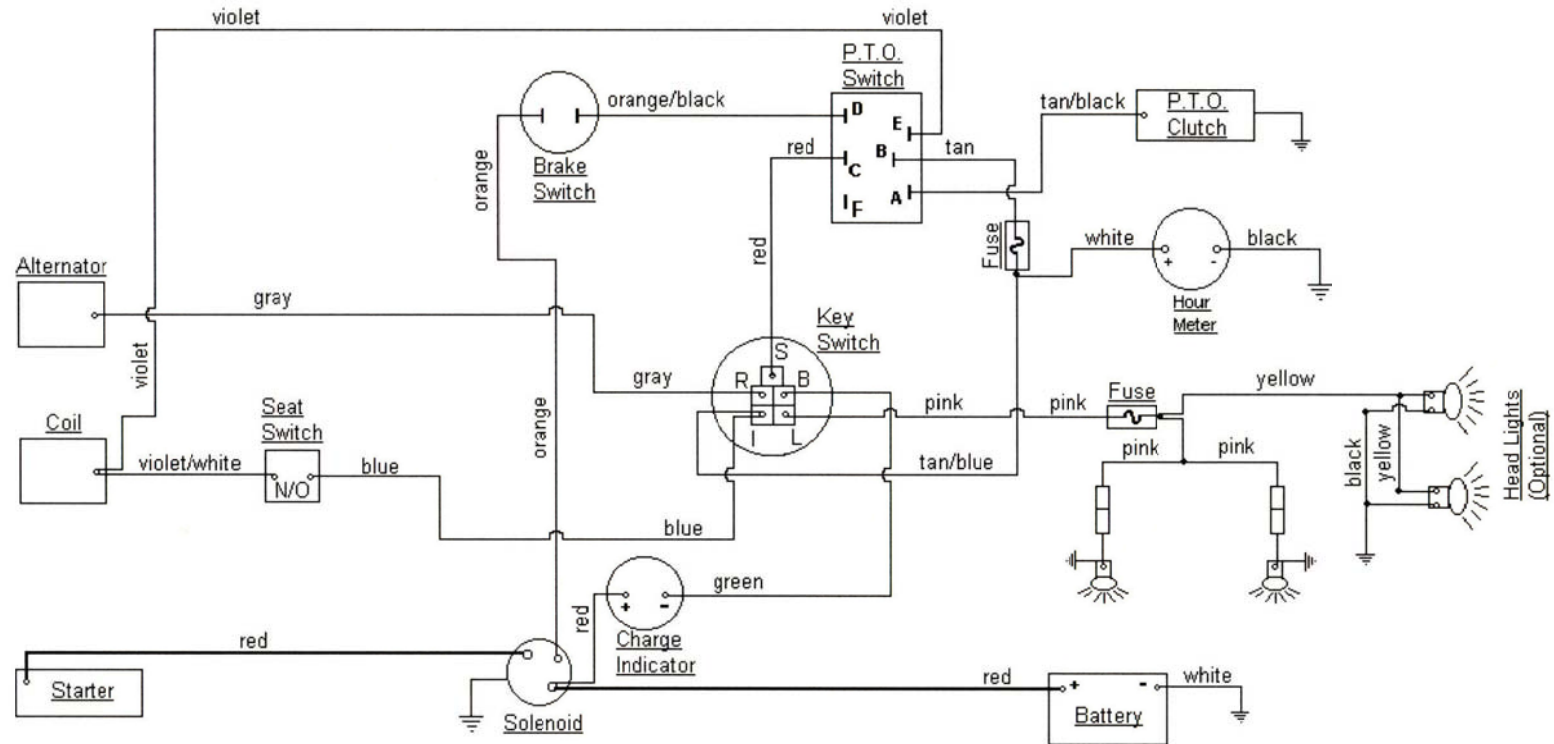 violet
violet
P.T.O.
Switch
orange/black
D
E
tan/black
P.T.O.
Clutch
Brake
Switch
red
C
B
tan
F
A
orange
red
Fuse
white
+
-
black
Hour
Meter
Alternator
gray
Key
Switch
S
violet
gray
R
B
pink
pink
Fuse
yellow
Coil
Seat
Switch
violet/white
N/O
blue
orange
I
L
tan/blue
pink
pink
black
yellow
Head Lights
(Optional)
blue
green
+
-
red
Charge
Indicator
red
Starter
Solenoid
red
+
-
white
Battery